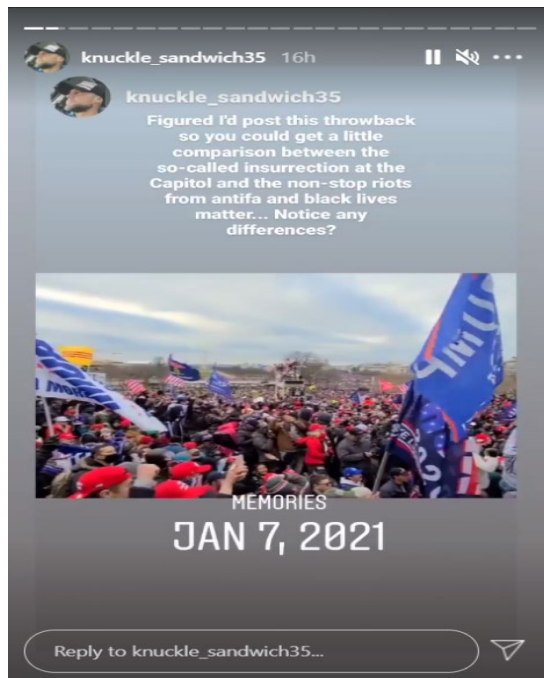 knuckle_sandwich35 16h
knuckle_sandwich35
Figured I'd post this throwback
so you could get a little
comparison between the
so-called insurrection at the
Capitol and the non-stop riots
from antifa and black lives
matter... Notice any
differences?
MORE
TRUMP
MEMORIES
JAN 7, 2021
Reply to knuckle_sandwich35...